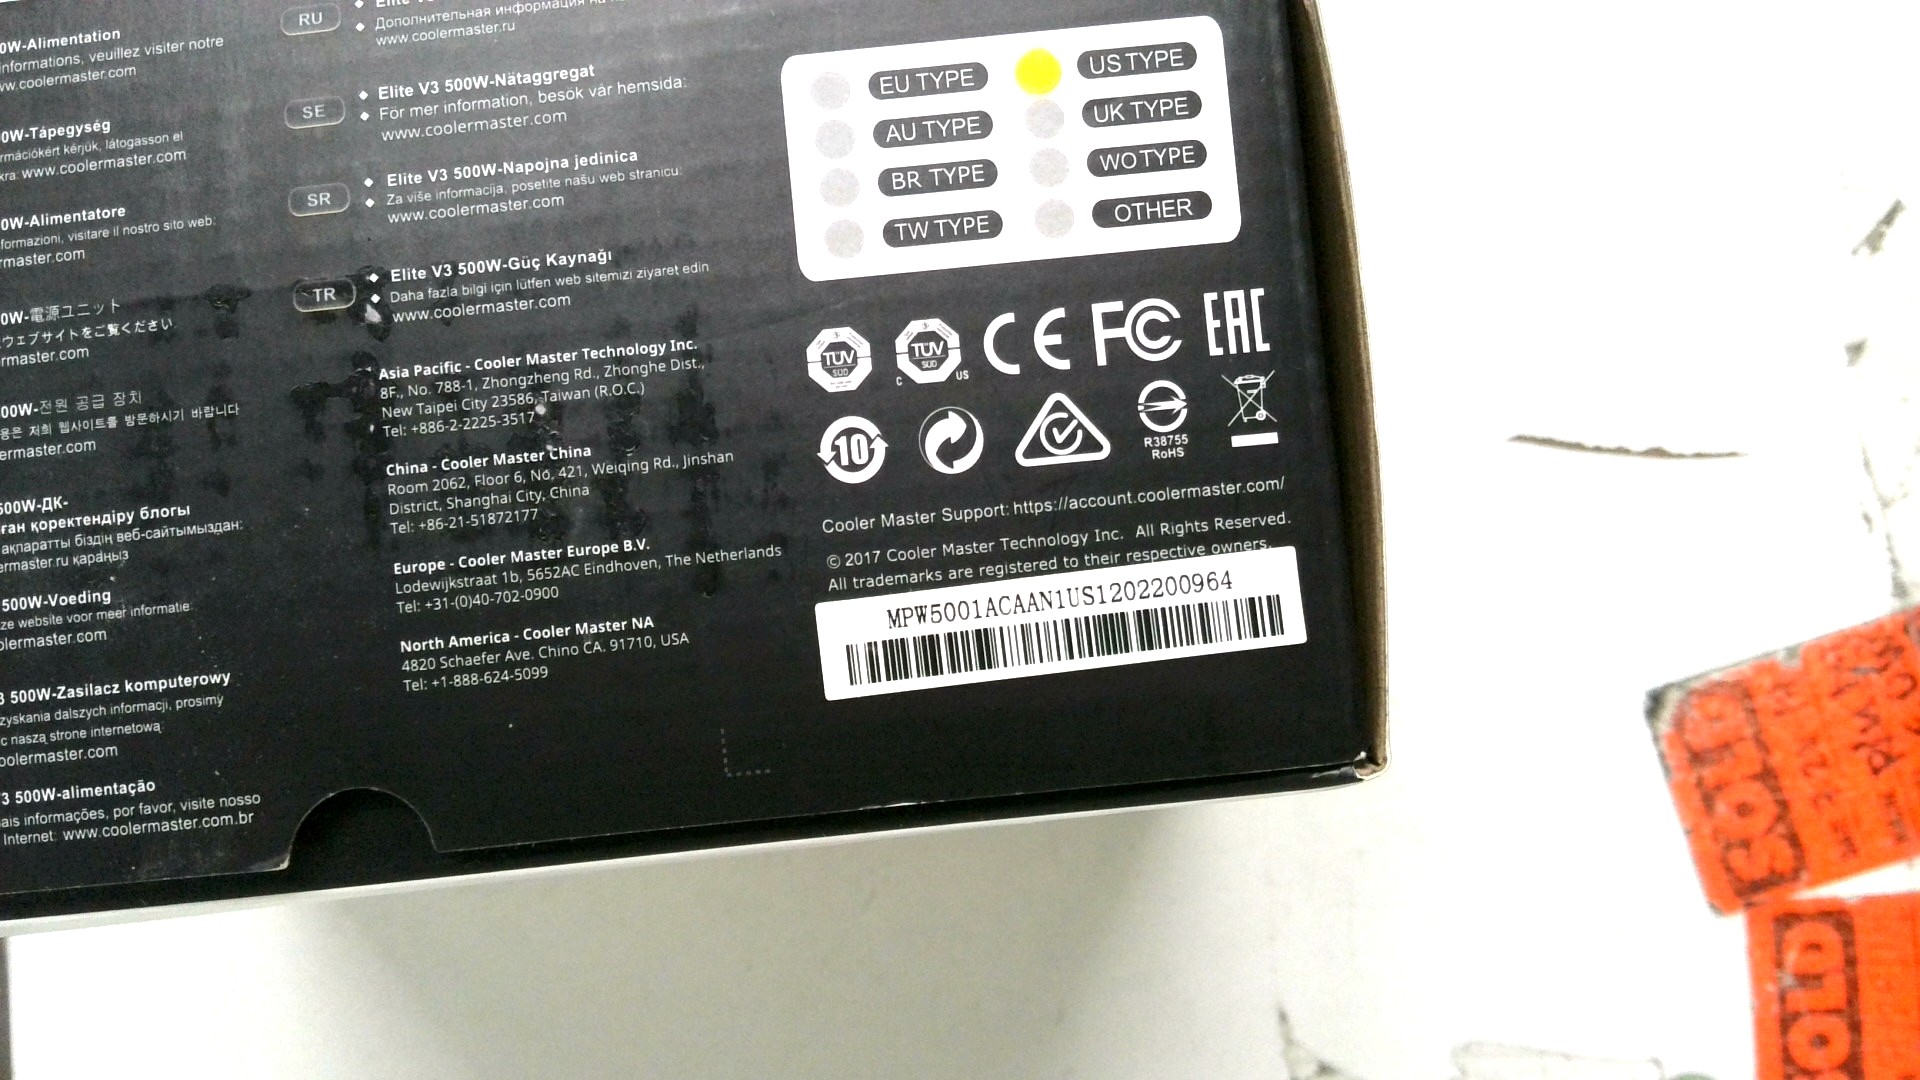 0W-Alimentation
informations, veuillez visiter notre
ww.coolermaster.com
0W-Tápegység
rmációkért kérjük, látogasson el
kra: www.coolermaster.com
0W-Alimentatore
formazioni, visitare il nostro sito web:
rmaster.com
0W-電源ユニット
ウェブサイトをご覧ください
rmaster.com
00W-전원 공급 장치
용은 저희 웹사이트를 방문하시기 바랍니다
ermaster.com
500W-ДК-
ған қоректендіру блогы
ақпаратты біздің веб-сайтымыздан:
ermaster.ru қараңыз
500W-Voeding
ze website voor meer informatie:
olermaster.com
3 500W-Zasilacz komputerowy
zyskania dalszych informacji, prosimy
c naszą strone internetową
oolermaster.com
3 500W-alimentação
ais informações, por favor, visite nosso
Internet: www.coolermaster.com.br
RU
Дополнительная информация
www.coolermaster.ru
SE
Elite V3 500W-Nätaggregat
För mer information, besök vår hemsida:
www.coolermaster.com
SR
Elite V3 500W-Napojna jedinica
Za više informacija, posetite našu web stranicu:
www.coolermaster.com
TR
Elite V3 500W-Güç Kaynağı
Daha fazla bilgi için lütfen web sitemizi ziyaret edin
www.coolermaster.com
Asia Pacific - Cooler Master Technology Inc.
8F., No. 788-1, Zhongzheng Rd., Zhonghe Dist.,
New Taipei City 23586, Taiwan (R.O.C.)
Tel: +886-2-2225-3517
China - Cooler Master China
Room 2062, Floor 6, No. 421, Weiqing Rd., Jinshan
District, Shanghai City, China
Tel: +86-21-51872177
Europe - Cooler Master Europe B.V.
Lodewijkstraat 1b, 5652AC Eindhoven, The Netherlands
Tel: +31-(0)40-702-0900
North America - Cooler Master NA
4820 Schaefer Ave. Chino CA. 91710, USA
Tel: +1-888-624-5099
EU TYPE
US TYPE
AU TYPE
UK TYPE
BR TYPE
WO TYPE
TW TYPE
OTHER
TÜV
SÜD
TÜV
SÜD
C US
CE FC EAC
10
R38755
RoHS
Cooler Master Support: https://account.coolermaster.com/
© 2017 Cooler Master Technology Inc. All Rights Reserved.
All trademarks are registered to their respective owners.
MPW5001ACAAN1US1202200964